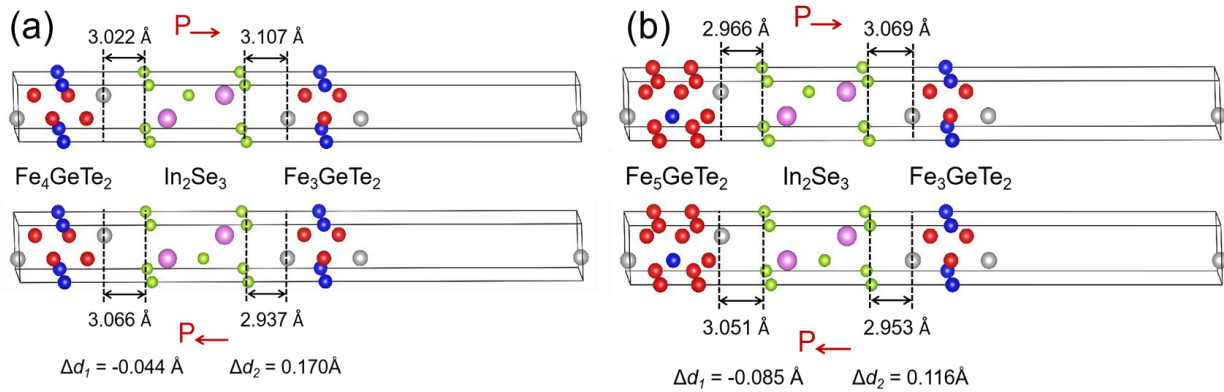 (a)
P →
3.022 Å
3.107 Å
Fe₄GeTe₂ In₂Se₃ Fe₃GeTe₂
3.066 Å
2.937 Å
P ←
Δd₁ = -0.044 Å Δd₂ = 0.170Å
(b)
P →
2.966 Å
3.069 Å
Fe₅GeTe₂ In₂Se₃ Fe₃GeTe₂
3.051 Å
2.953 Å
P ←
Δd₁ = -0.085 Å Δd₂ = 0.116Å